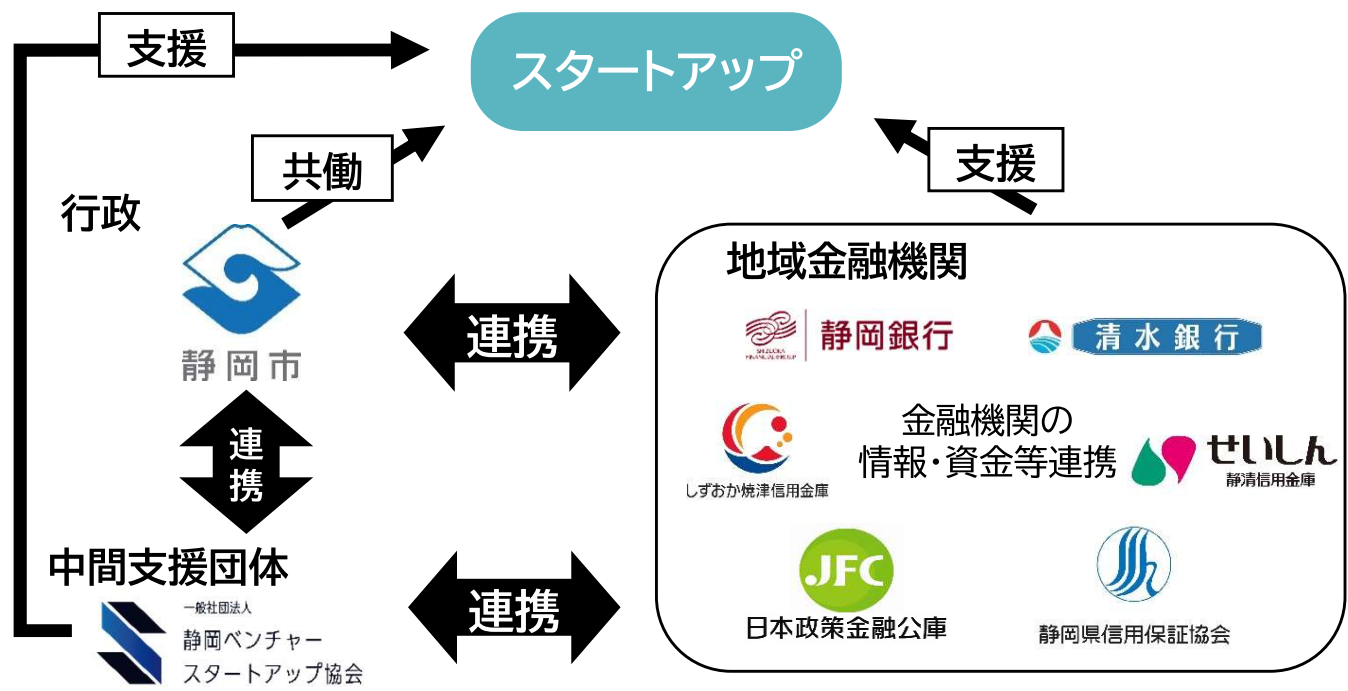 支援
スタートアップ
共働
支援
行政
静岡市
連携
地域金融機関
SHIZUOKA
FINANCIAL GROUP
静岡銀行
清水銀行
しずおか焼津信用金庫
金融機関の
情報・資金等連携
せいしん
静清信用金庫
連携
中間支援団体
一般社団法人
静岡ベンチャー
スタートアップ協会
連携
JFC
日本政策金融公庫
静岡県信用保証協会